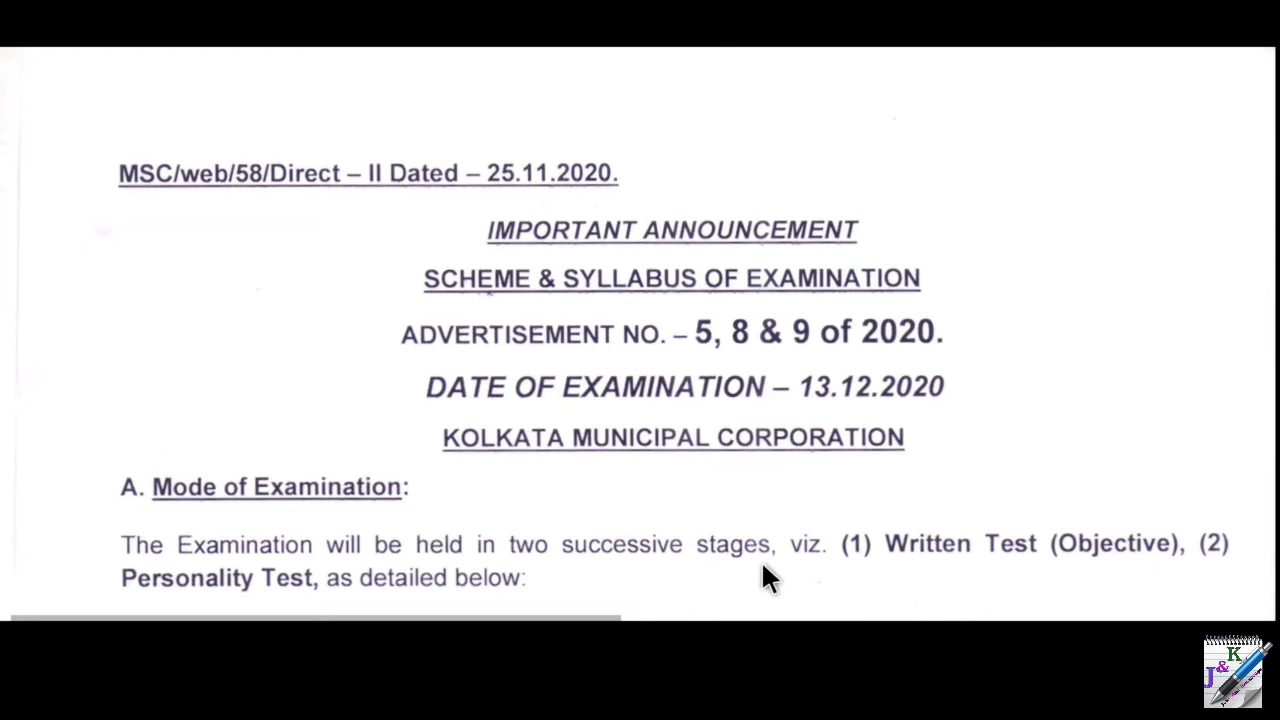 MSC/web/58/Direct – II Dated – 25.11.2020.
IMPORTANT ANNOUNCEMENT
SCHEME & SYLLABUS OF EXAMINATION
ADVERTISEMENT NO. – 5, 8 & 9 of 2020.
DATE OF EXAMINATION – 13.12.2020
KOLKATA MUNICIPAL CORPORATION
A. Mode of Examination:
The Examination will be held in two successive stages, viz. (1) Written Test (Objective), (2)
Personality Test, as detailed below:
J&K